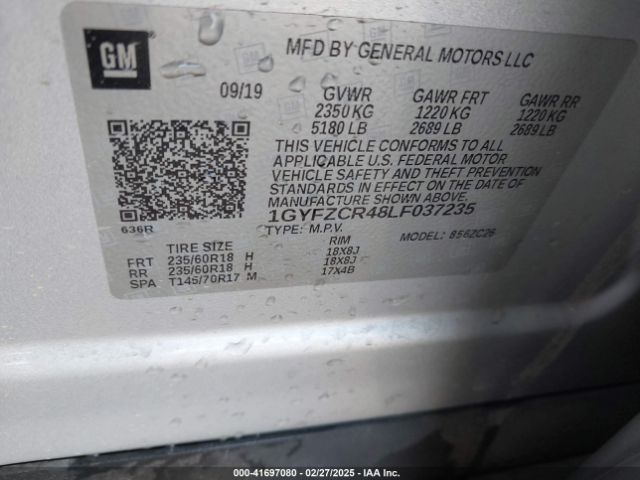 GM
MFD BY GENERAL MOTORS LLC
09/19 GVWR GAWR FRT GAWR RR
2350 KG 1220 KG 1220 KG
5180 LB 2689 LB 2689 LB
THIS VEHICLE CONFORMS TO ALL
APPLICABLE U.S. FEDERAL MOTOR
VEHICLE SAFETY AND THEFT PREVENTION
STANDARDS IN EFFECT ON THE DATE OF
MANUFACTURE SHOWN ABOVE.
1GYFZCR48LF037235
636R
TYPE: M.P.V. MODEL: 856ZC26
TIRE SIZE RIM
FRT 235/60R18 H 18X8J
RR 235/60R18 H 18X8J
SPA T145/70R17 M 17X4B
000-41697080 — 02/27/2025 — IAA Inc.